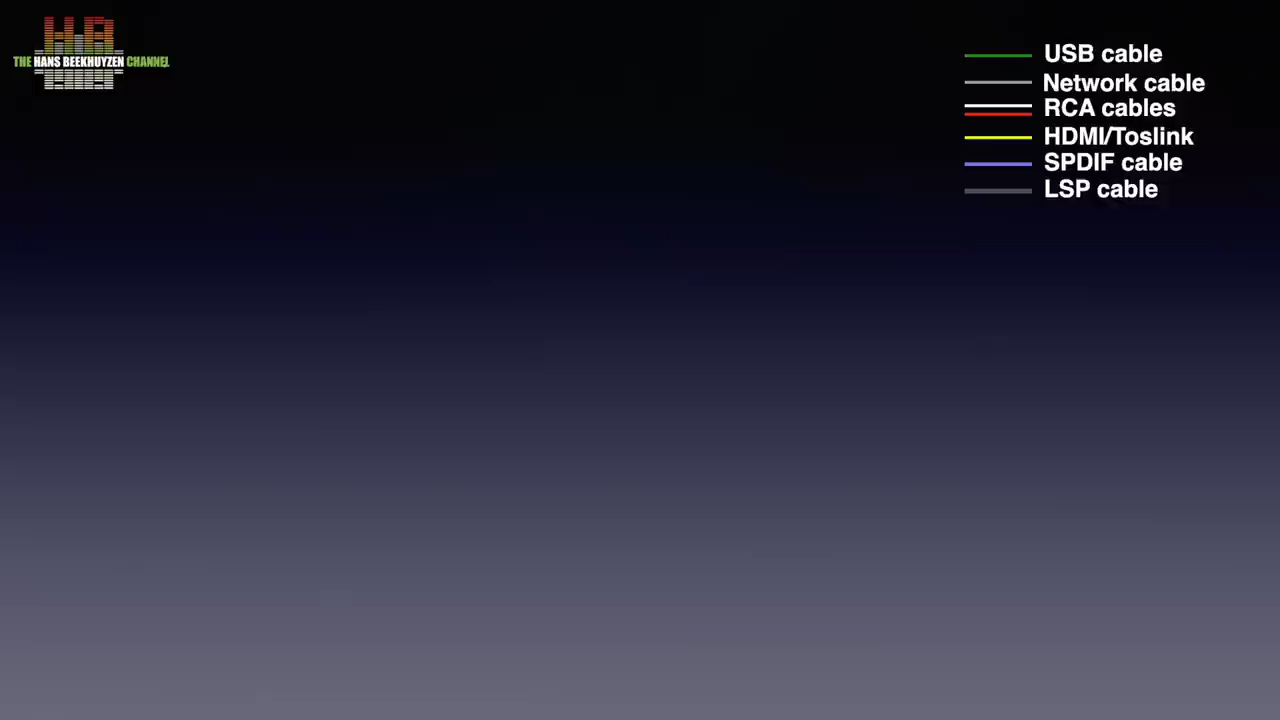 THE HANS BEEKHUYZEN CHANNEL
USB cable
Network cable
RCA cables
HDMI/Toslink
SPDIF cable
LSP cable